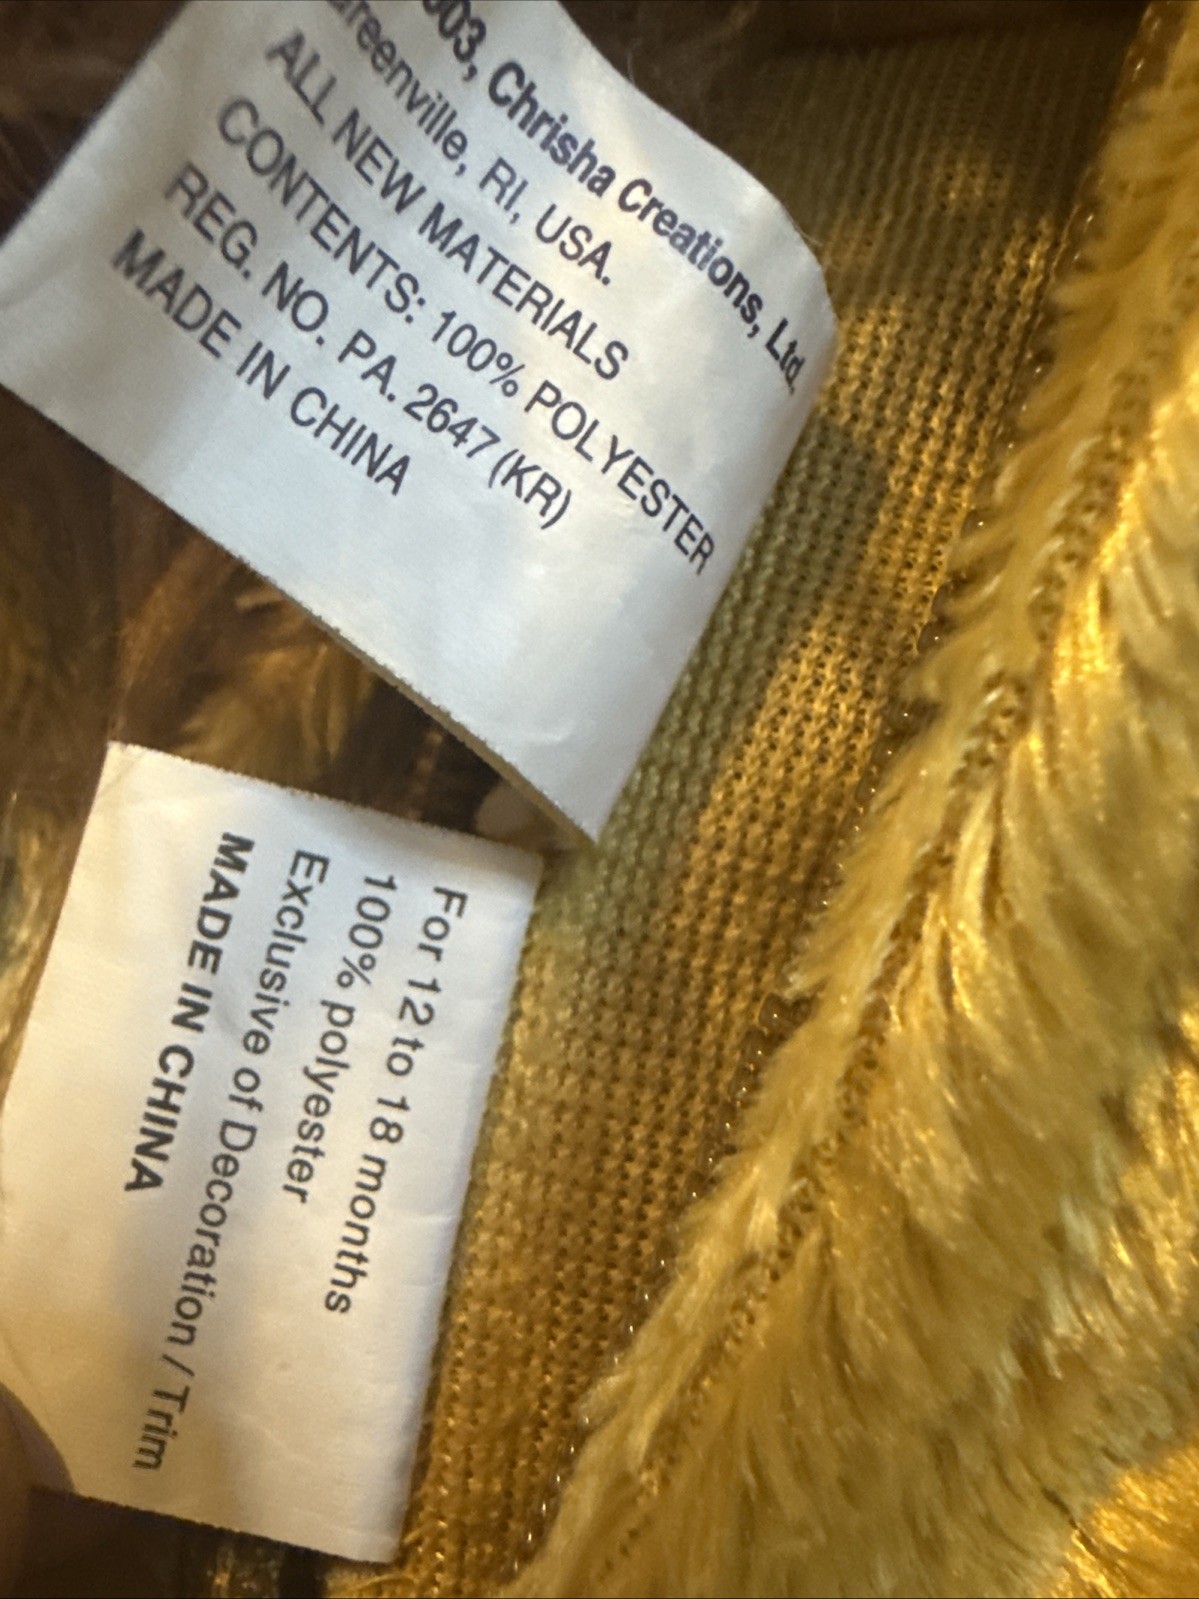 003, Chrisha Creations, Ltd.
Greenville, RI, USA.
ALL NEW MATERIALS
CONTENTS: 100% POLYESTER
REG. NO. PA. 2647 (KR)
MADE IN CHINA
For 12 to 18 months
100% polyester
Exclusive of Decoration / Trim
MADE IN CHINA